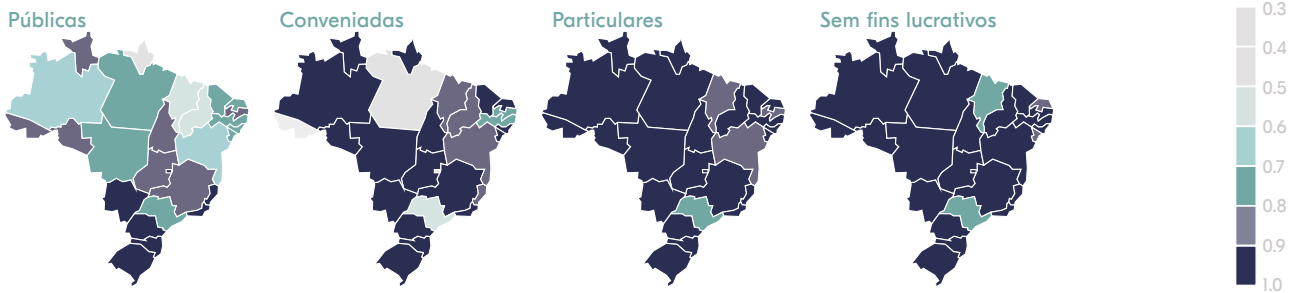 Públicas
Conveniadas
Particulares
Sem fins lucrativos
0.3
0.4
0.5
0.6
0.7
0.8
0.9
1.0